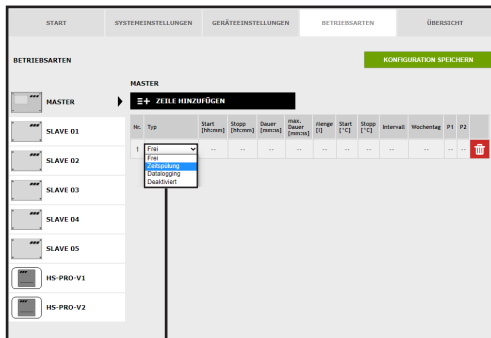 START SYSTEMEINSTELLUNGEN GERÄTEEINSTELLUNGEN BETRIEBSARTEN ÜBERSICHT
BETRIEBSARTEN
KONFIGURATION SPEICHERN
MASTER
MASTER
ZEILE HINZUFÜGEN
SLAVE 01
SLAVE 02
SLAVE 03
SLAVE 04
SLAVE 05
HS-PRO-V1
HS-PRO-V2
Nr. Typ Start [hh:mm] Stopp [hh:mm] Dauer [mm:ss] max. Dauer [mm:ss] Menge [l] Start [°C] Stopp [°C] Intervall Wochentag P1 P2
1 Frei -- -- -- -- -- -- -- -- -- -- --
Frei
Zeitspülung
Datalogging
Deaktiviert